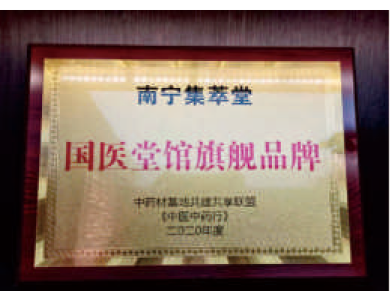 南宁集萃堂
国医堂馆旗舰品牌
中药材基地共建共享联盟
《中医中药行》
二〇二〇年度